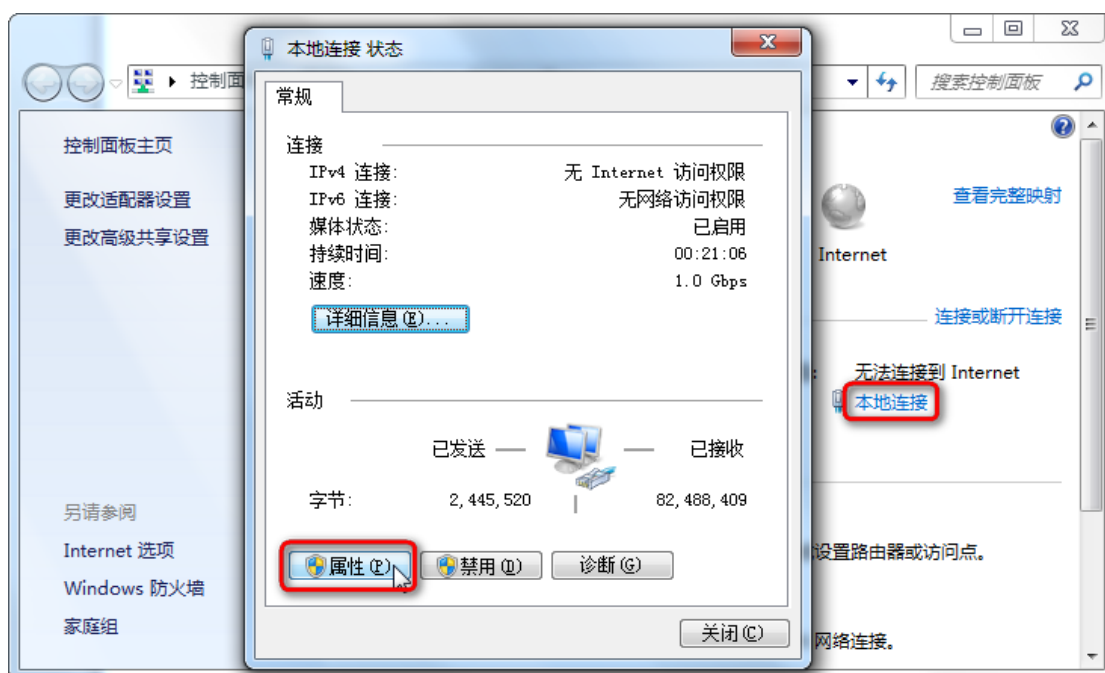 本地连接 状态
控制面
搜索控制面板
常规
控制面板主页
更改适配器设置
更改高级共享设置
连接
IPv4 连接: 无 Internet 访问权限
IPv6 连接: 无网络访问权限
媒体状态: 已启用
持续时间: 00:21:06
速度: 1.0 Gbps
详细信息(E)...
查看完整映射
Internet
连接或断开连接
: 无法连接到 Internet
本地连接
活动
已发送 — — 已接收
字节: 2,445,520 | 82,488,409
属性(P) 禁用(D) 诊断(G)
关闭(C)
另请参阅
Internet 选项
Windows 防火墙
家庭组
设置路由器或访问点。
网络连接。